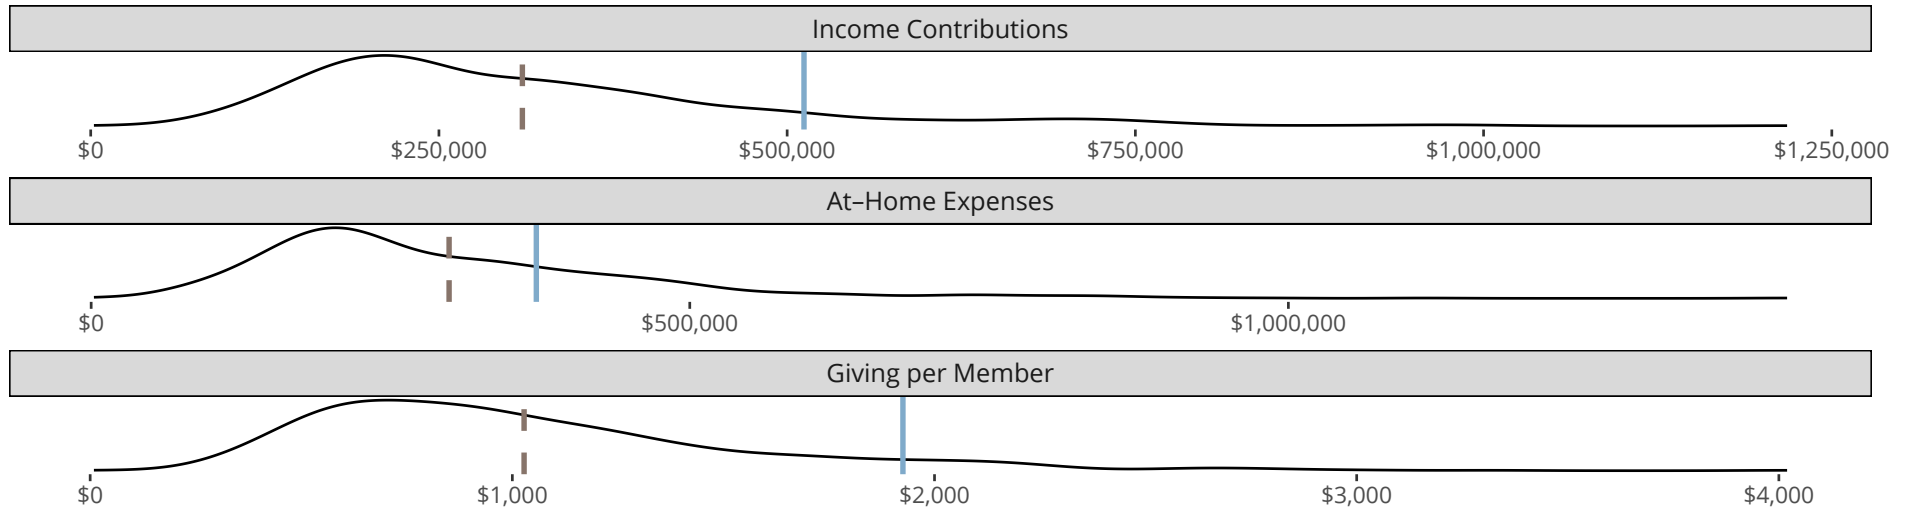 Income Contributions
$0 $250,000 $500,000 $750,000 $1,000,000 $1,250,000
At–Home Expenses
$0 $500,000 $1,000,000
Giving per Member
$0 $1,000 $2,000 $3,000 $4,000